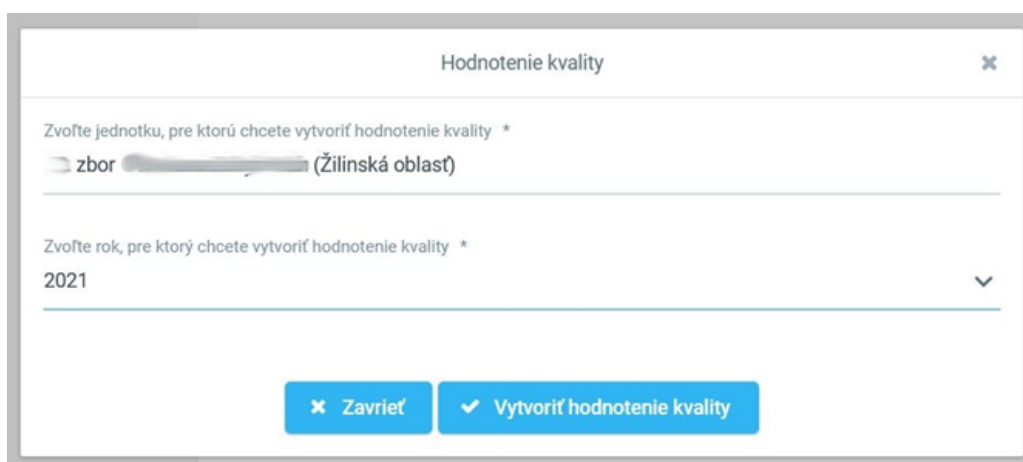 Hodnotenie kvality
Zvoľte jednotku, pre ktorú chcete vytvoriť hodnotenie kvality *
zbor (Žilinská oblasť)
Zvoľte rok, pre ktorý chcete vytvoriť hodnotenie kvality *
2021
Zavrieť
Vytvoriť hodnotenie kvality